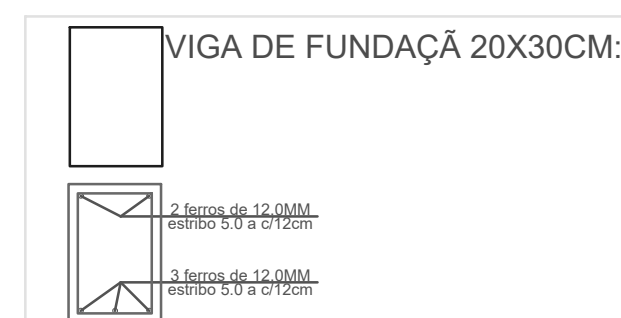 VIGA DE FUNDAÇÃ 20X30CM:
2 ferros de 12,0MM
estribo 5.0 a c/12cm
3 ferros de 12,0MM
estribo 5.0 a c/12cm